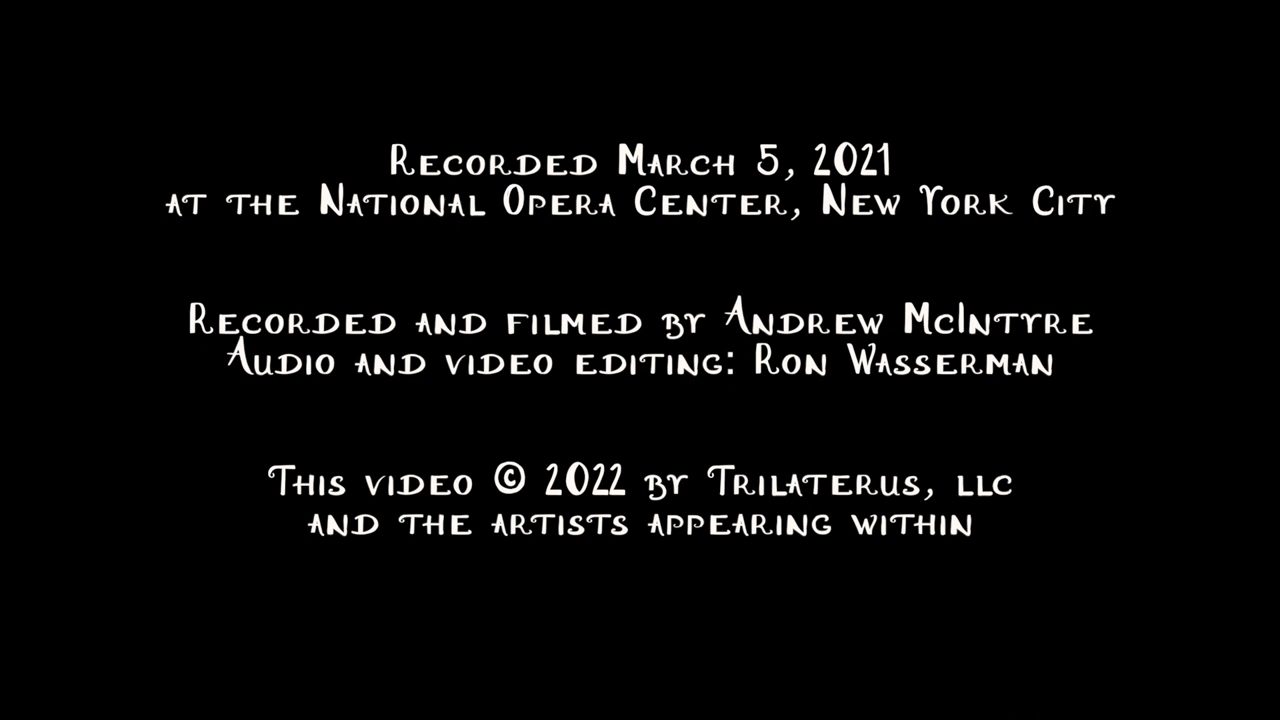 Recorded March 5, 2021
at the National Opera Center, New York City
Recorded and filmed by Andrew McIntyre
Audio and video editing: Ron Wasserman
This video © 2022 by Trilaterus, llc
and the artists appearing within